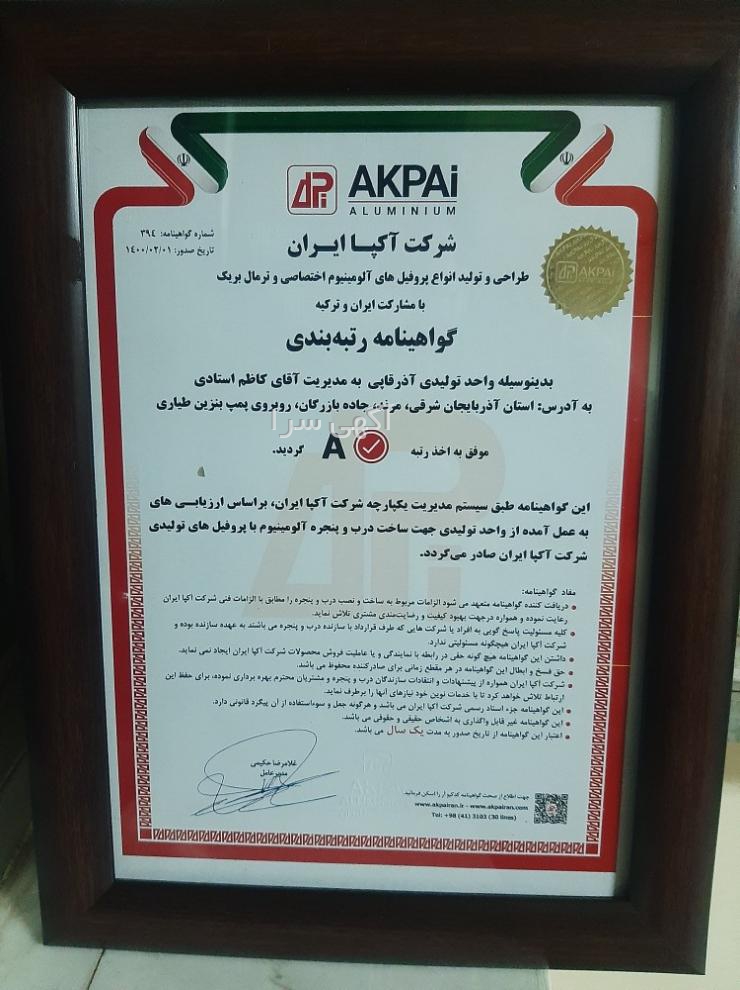 AKPAi
ALUMINIUM
شماره گواهینامه: ۳۹۴
تاریخ صدور: ۱۴۰۰/۰۲/۰۱
شرکت آکپا ایران
AKPAi
طراحی و تولید انواع پروفیل های آلومینیوم اختصاصی و ترمال بریک
با مشارکت ایران و ترکیه
گواهینامه رتبه‌بندی
بدینوسیله واحد تولیدی آذرقاپی به مدیریت آقای کاظم استادی
به آدرس: استان آذربایجان شرقی، مرند، جاده بازرگان، روبروی پمپ بنزین طیاری
آگهی سرا
موفق به اخذ رتبه A گردید.
این گواهینامه طبق سیستم مدیریت یکپارچه شرکت آکپا ایران، براساس ارزیابی های
به عمل آمده از واحد تولیدی جهت ساخت درب و پنجره آلومینیوم با پروفیل های تولیدی
شرکت آکپا ایران صادر می‌گردد.
مفاد گواهینامه:
• دریافت کننده گواهینامه متعهد می شود الزامات مربوط به ساخت و نصب درب و پنجره را مطابق با الزامات فنی شرکت آکپا ایران
رعایت نموده و همواره درجهت بهبود کیفیت و رضایت‌مندی مشتری تلاش نماید.
• کلیه مسئولیت پاسخ گویی به افراد یا شرکت هایی که طرف قرارداد با سازنده درب و پنجره می باشند به عهده سازنده بوده و
شرکت آکپا ایران هیچگونه مسئولیتی ندارد.
• داشتن این گواهینامه هیچ گونه حقی در رابطه با نمایندگی و یا عاملیت فروش محصولات شرکت آکپا ایران ایجاد نمی نماید.
• حق فسخ و ابطال این گواهینامه در هر مقطع زمانی برای صادرکننده محفوظ می باشد.
• شرکت آکپا ایران همواره از پیشنهادات و انتقادات سازندگان درب و پنجره و مشتریان محترم بهره برداری نموده، برای حفظ این
ارتباط تلاش خواهد کرد تا با خدمات نوین خود نیازهای آنها را برطرف نماید.
• این گواهینامه جزء اسناد رسمی شرکت آکپا ایران می باشد و هرگونه جعل و سوءاستفاده از آن پیگرد قانونی دارد.
• این گواهینامه غیر قابل واگذاری به اشخاص حقیقی و حقوقی می باشد.
• اعتبار این گواهینامه از تاریخ صدور به مدت یک سال می باشد.
غلامرضا حکیمی
مدیرعامل
جهت اطلاع از صحت گواهینامه کدکیو آر را اسکن فرمائید.
www.akpairan.ir - www.akpairan.com
Tel: +98 (41) 3103 (30 lines)